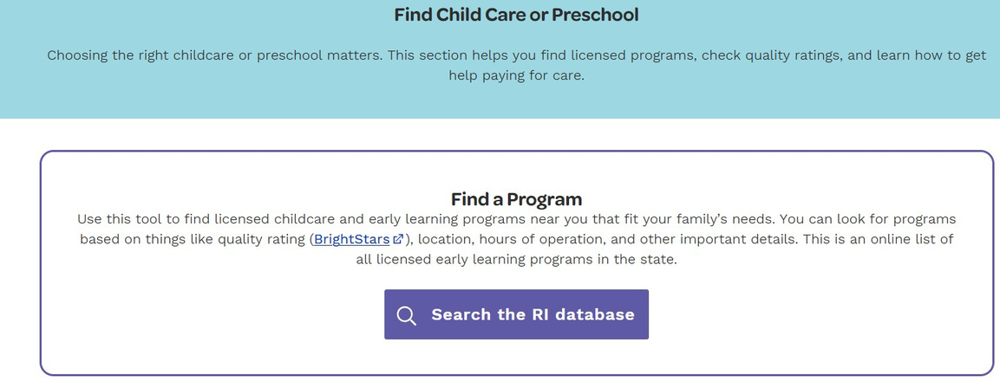 Find Child Care or Preschool
Choosing the right childcare or preschool matters. This section helps you find licensed programs, check quality ratings, and learn how to get
help paying for care.
Find a Program
Use this tool to find licensed childcare and early learning programs near you that fit your family’s needs. You can look for programs
based on things like quality rating (BrightStars), location, hours of operation, and other important details. This is an online list of
all licensed early learning programs in the state.
Search the RI database